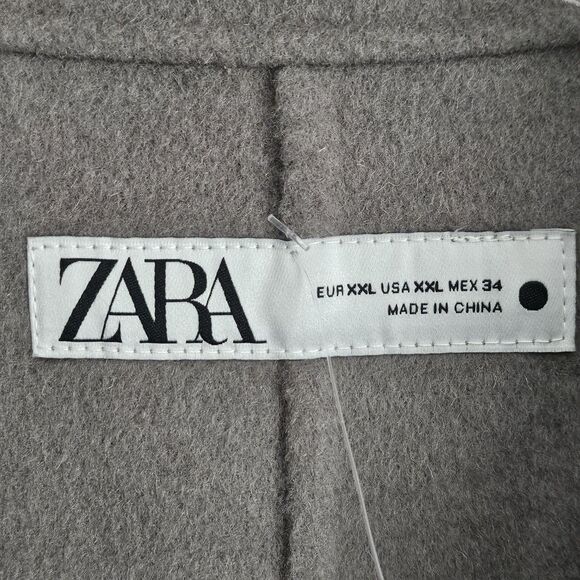 ZARA
EUR XXL USA XXL MEX 34
MADE IN CHINA